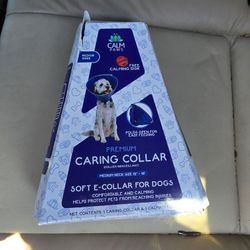 CALM
PAWS
MEDIUM
FREE
CALMING DISK
FOLDS OPEN FOR
EASY FEEDING
PREMIUM
CARING COLLAR
MEDIUM NECK SIZE
SOFT E-COLLAR FOR DOGS
COMFORTABLE AND CALMING
HELPS PROTECT PETS FROM REACHING INJURIES
NET CONTENTS: 1 CARING COLLAR & 1 CALMING